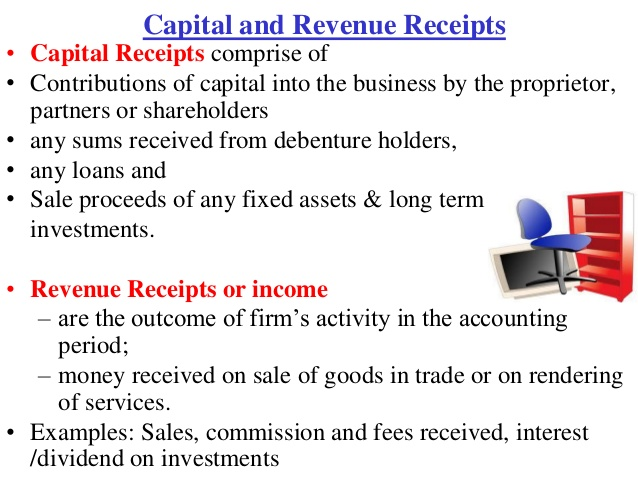 Capital and Revenue Receipts
• Capital Receipts comprise of
• Contributions of capital into the business by the proprietor,
partners or shareholders
• any sums received from debenture holders,
• any loans and
• Sale proceeds of any fixed assets & long term
investments.
• Revenue Receipts or income
– are the outcome of firm's activity in the accounting
period;
– money received on sale of goods in trade or on rendering
of services.
• Examples: Sales, commission and fees received, interest
/dividend on investments